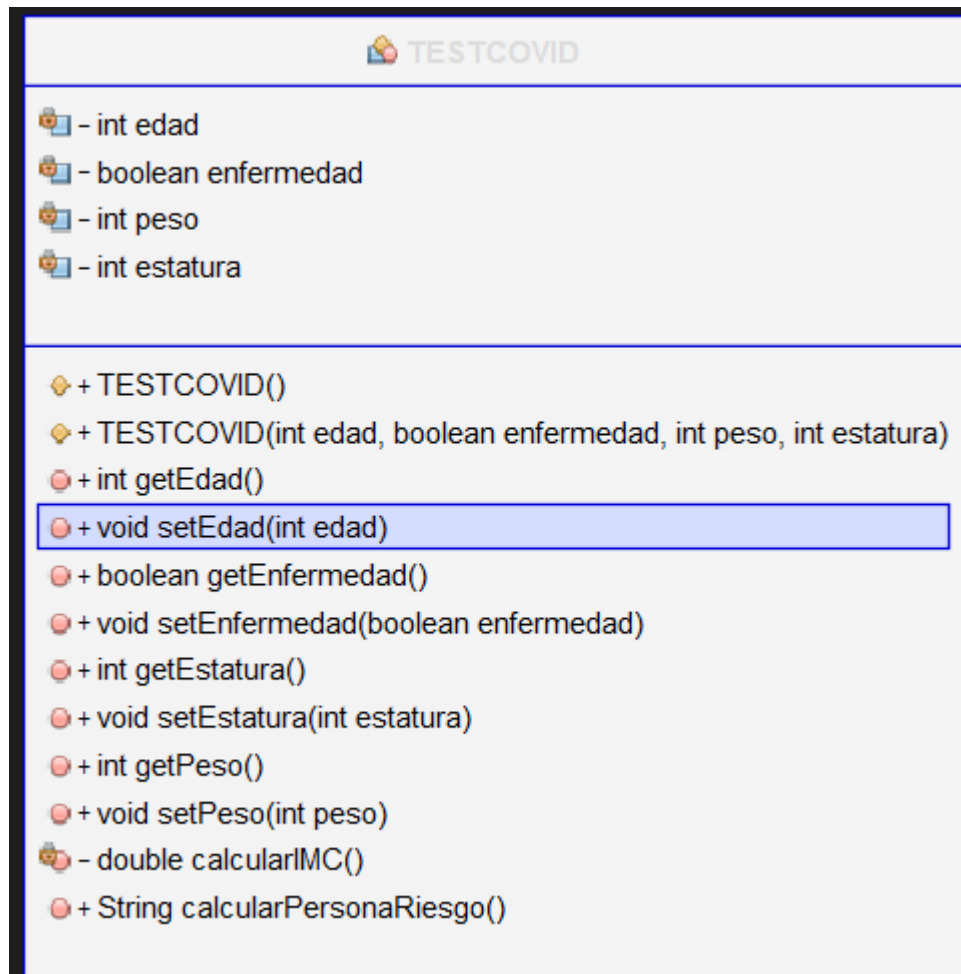 TESTCOVID
- int edad
- boolean enfermedad
- int peso
- int estatura
+ TESTCOVID()
+ TESTCOVID(int edad, boolean enfermedad, int peso, int estatura)
+ int getEdad()
+ void setEdad(int edad)
+ boolean getEnfermedad()
+ void setEnfermedad(boolean enfermedad)
+ int getEstatura()
+ void setEstatura(int estatura)
+ int getPeso()
+ void setPeso(int peso)
- double calcularIMC()
+ String calcularPersonaRiesgo()